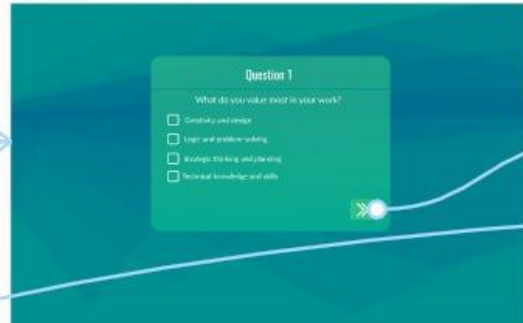 Question 1
What do you value most in your work?
Creativity and design
Logic and problem-solving
Strategic thinking and planning
Technical knowledge and skills